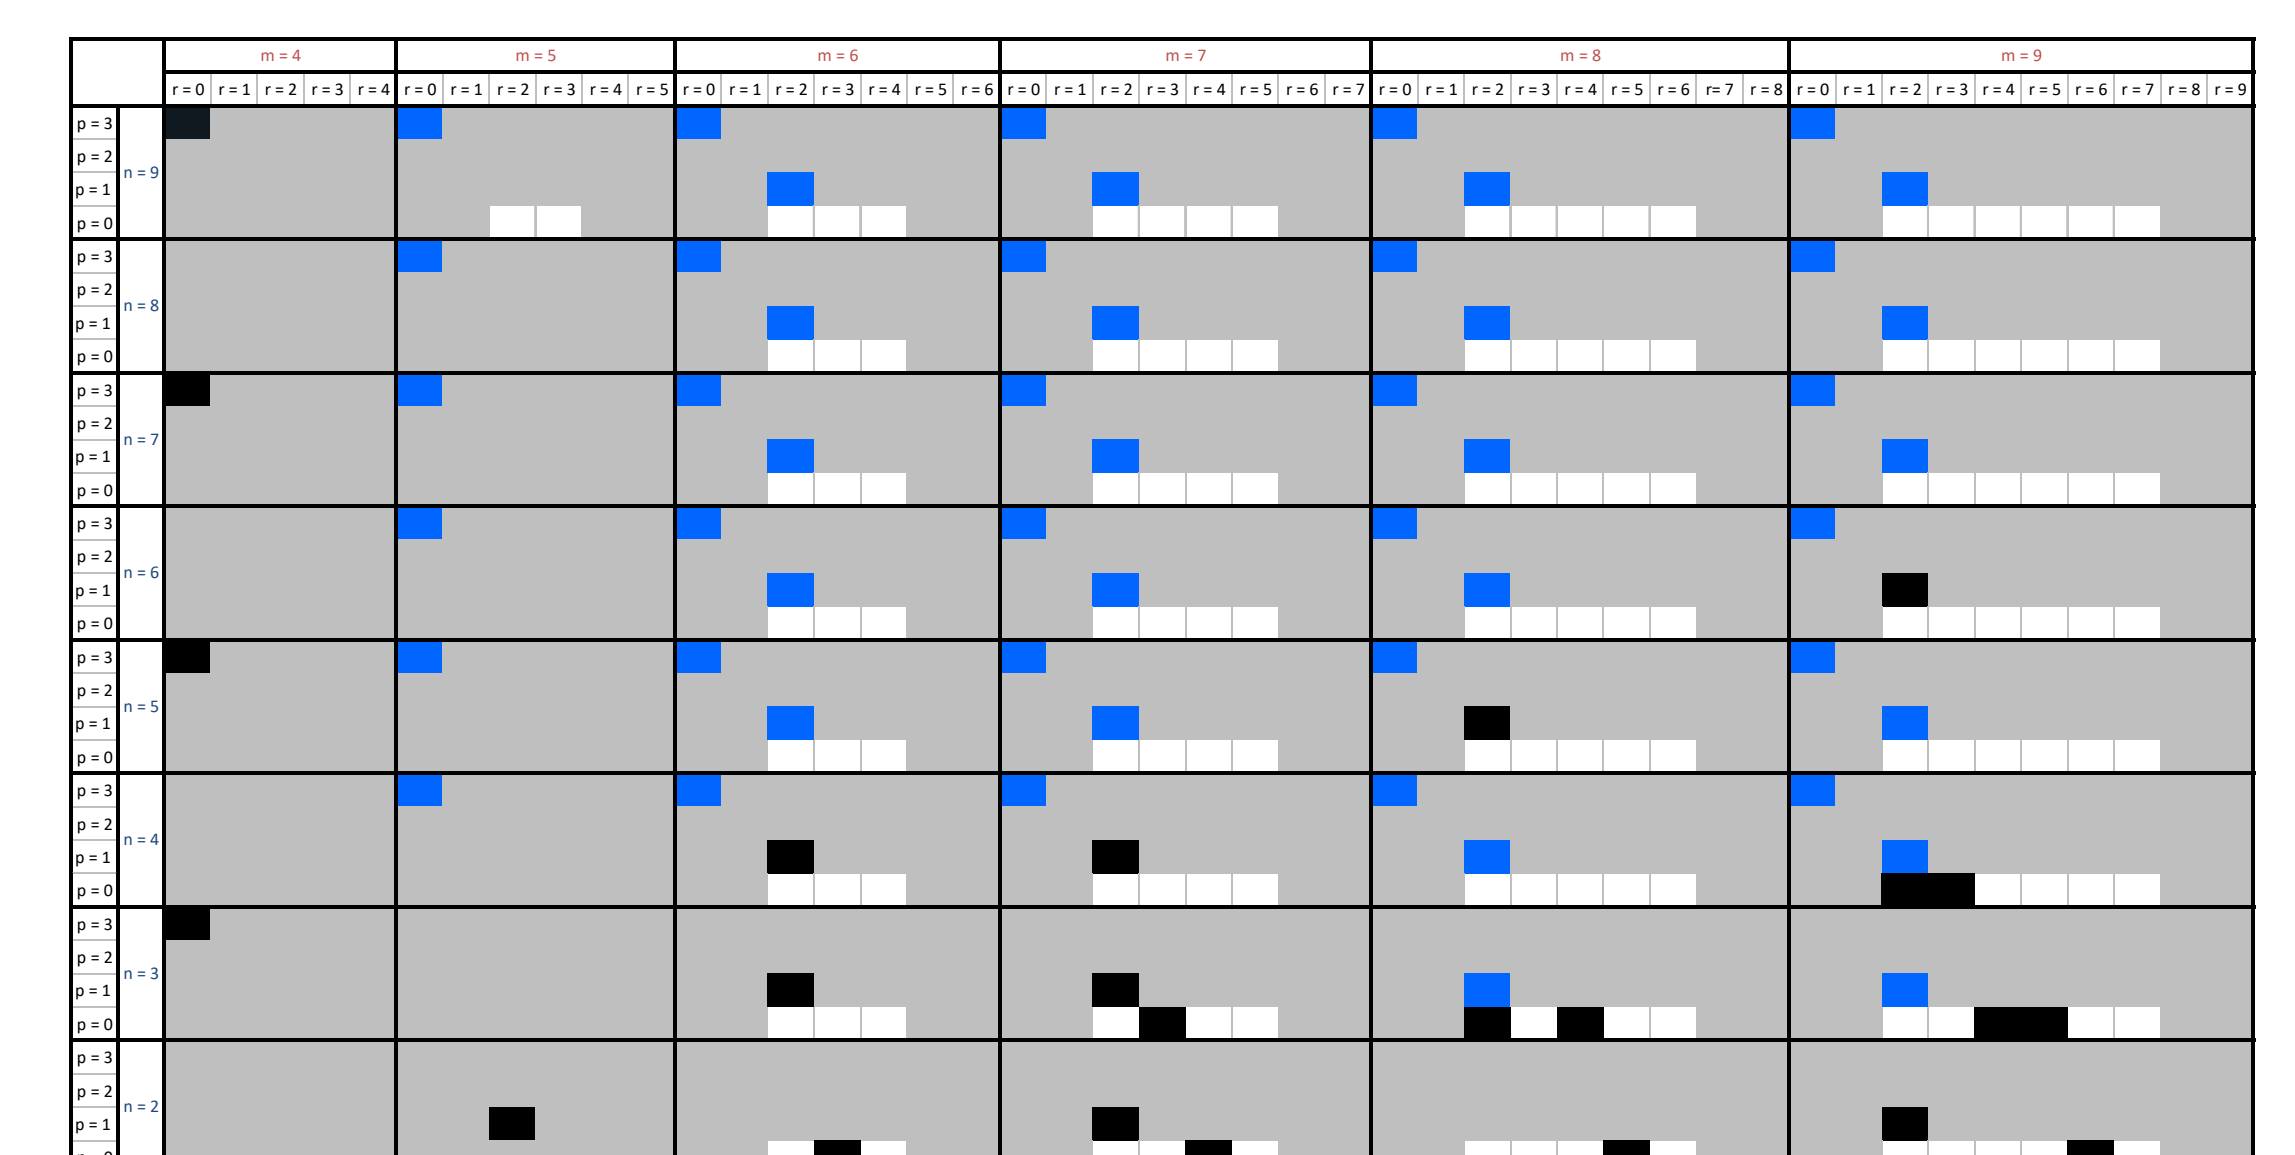 m = 4 m = 5 m = 6 m = 7 m = 8 m = 9
r = 0 r = 1 r = 2 r = 3 r = 4 r = 0 r = 1 r = 2 r = 3 r = 4 r = 5 r = 0 r = 1 r = 2 r = 3 r = 4 r = 5 r = 6 r = 0 r = 1 r = 2 r = 3 r = 4 r = 5 r = 6 r = 7 r = 0 r = 1 r = 2 r = 3 r = 4 r = 5 r = 6 r= 7 r = 8 r = 0 r = 1 r = 2 r = 3 r = 4 r = 5 r = 6 r = 7 r = 8 r = 9
p = 3
p = 2
n = 9
p = 1
p = 0
p = 3
p = 2
n = 8
p = 1
p = 0
p = 3
p = 2
n = 7
p = 1
p = 0
p = 3
p = 2
n = 6
p = 1
p = 0
p = 3
p = 2
n = 5
p = 1
p = 0
p = 3
p = 2
n = 4
p = 1
p = 0
p = 3
p = 2
n = 3
p = 1
p = 0
p = 3
p = 2
n = 2
p = 1